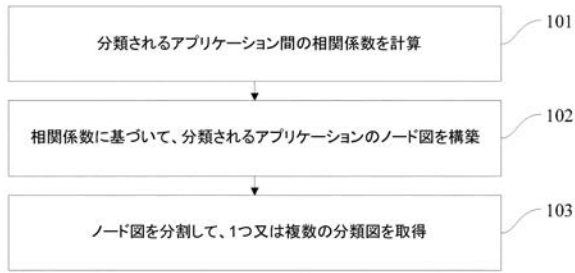 分類されるアプリケーション間の相関係数を計算
101
相関係数に基づいて、分類されるアプリケーションのノード図を構築
102
ノード図を分割して、1つ又は複数の分類図を取得
103